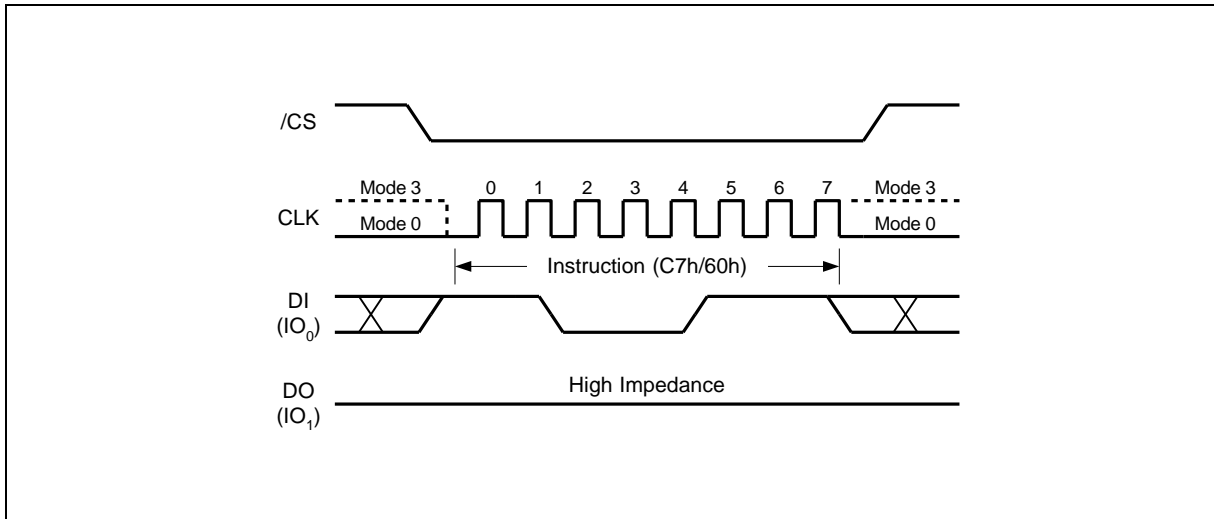 /CS
Mode 3 0 1 2 3 4 5 6 7 Mode 3
CLK
Mode 0 Mode 0
Instruction (C7h/60h)
DI
(IO₀)
High Impedance
DO
(IO₁)